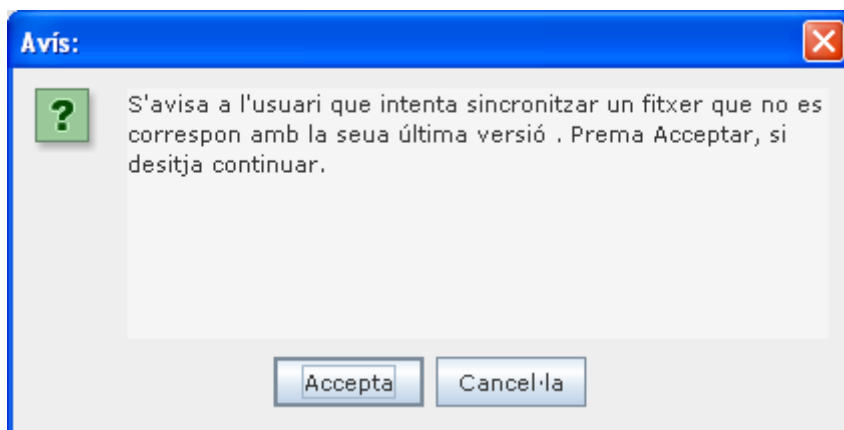 Avís:
?
S'avisa a l'usuari que intenta sincronitzar un fitxer que no es
correspon amb la seua última versió . Prema Acceptar, si
desitja continuar.
Accepta
Cancel·la